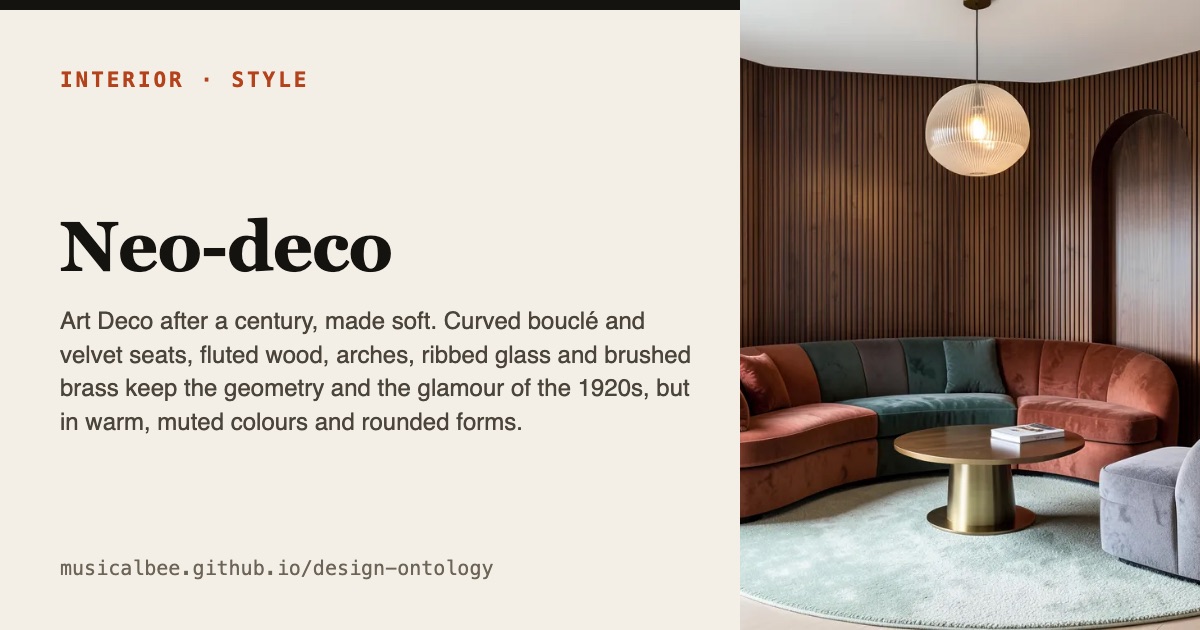 INTERIOR · STYLE
Neo-deco
Art Deco after a century, made soft. Curved bouclé and
velvet seats, fluted wood, arches, ribbed glass and brushed
brass keep the geometry and the glamour of the 1920s, but
in warm, muted colours and rounded forms.
musicalbee.github.io/design-ontology